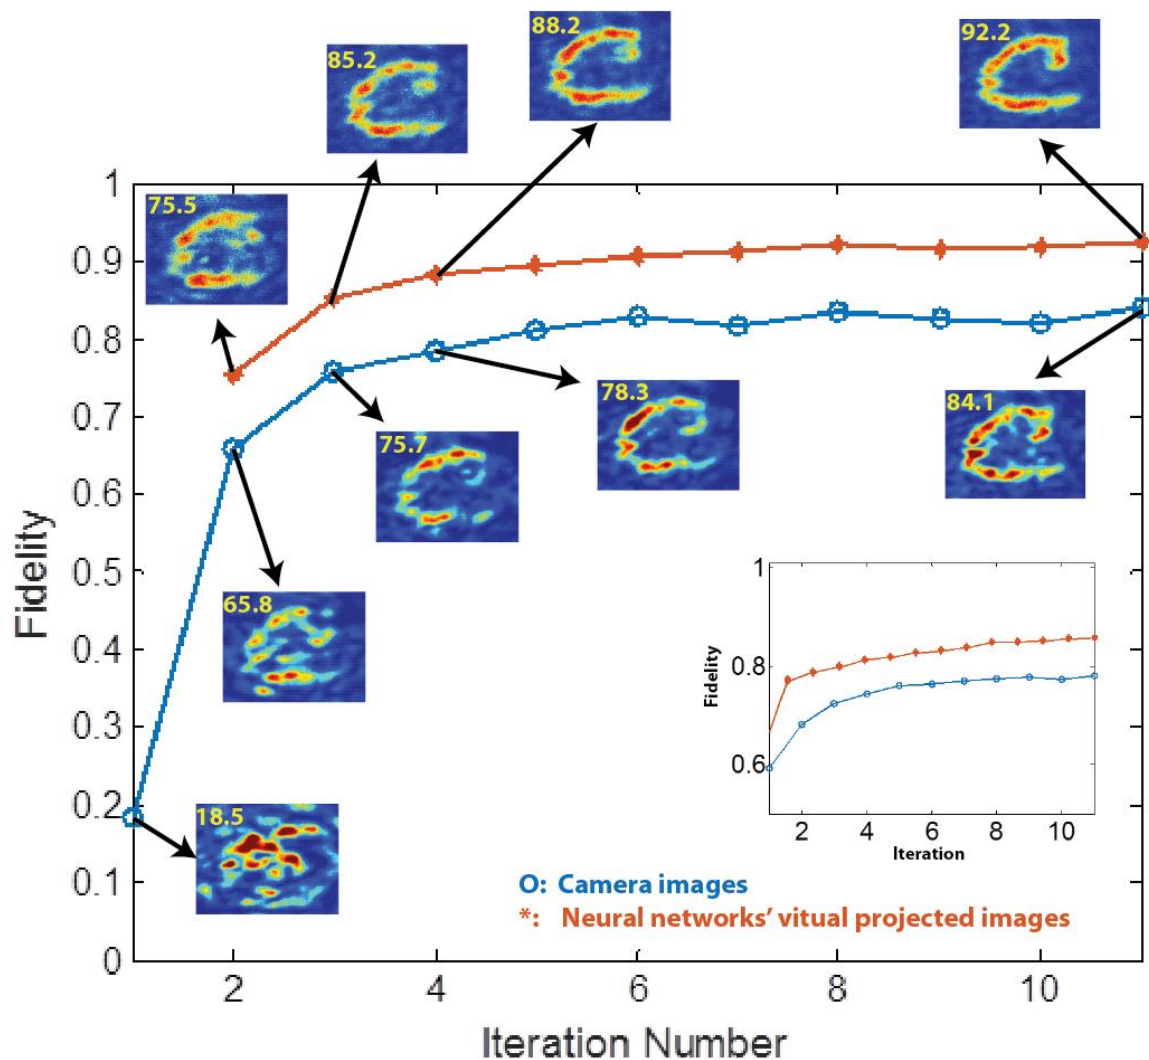 88.2
92.2
85.2
75.5
1
0.9
0.8
0.7
0.6
0.5
0.4
0.3
0.2
0.1
0
Fidelity
78.3
84.1
75.7
65.8
18.5
1
0.8
0.6
Fidelity
2 4 6 8 10
Iteration
O: Camera images
*: Neural networks' vitual projected images
2 4 6 8 10
Iteration Number